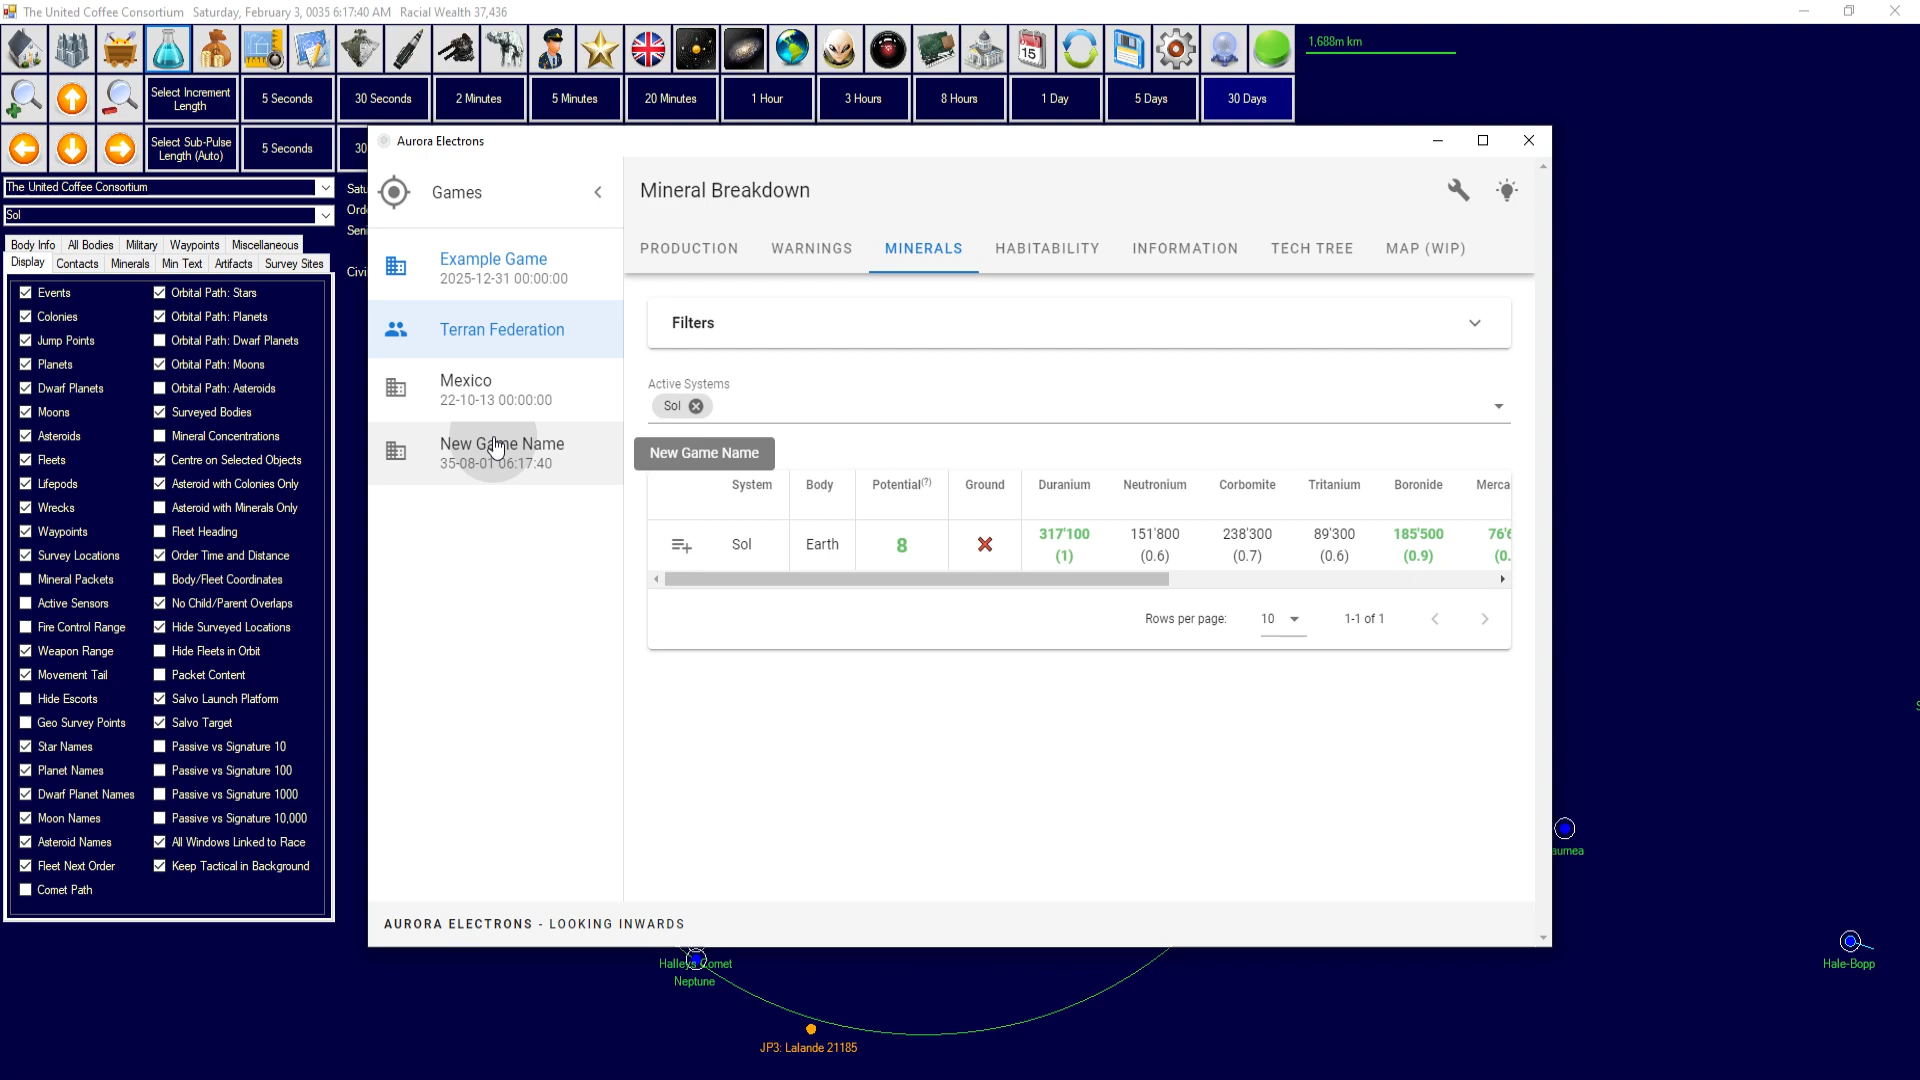 The United Coffee Consortium Saturday, February 3, 0035 6:17:40 AM Racial Wealth 37,436
1,688m km
15
Select Increment
Length
5 Seconds
30 Seconds
2 Minutes
5 Minutes
20 Minutes
1 Hour
3 Hours
8 Hours
1 Day
5 Days
30 Days
Select Sub-Pulse
Length (Auto)
5 Seconds
30
The United Coffee Consortium
Sol
Satu
Orde
Seni
Civi
Body Info
All Bodies
Military
Waypoints
Miscellaneous
Display
Contacts
Minerals
Min Text
Artifacts
Survey Sites
Events
Orbital Path: Stars
Colonies
Orbital Path: Planets
Jump Points
Orbital Path: Dwarf Planets
Planets
Orbital Path: Moons
Dwarf Planets
Orbital Path: Asteroids
Moons
Surveyed Bodies
Asteroids
Mineral Concentrations
Fleets
Centre on Selected Objects
Lifepods
Asteroid with Colonies Only
Wrecks
Asteroid with Minerals Only
Waypoints
Fleet Heading
Survey Locations
Order Time and Distance
Mineral Packets
Body/Fleet Coordinates
Active Sensors
No Child/Parent Overlaps
Fire Control Range
Hide Surveyed Locations
Weapon Range
Hide Fleets in Orbit
Movement Tail
Packet Content
Hide Escorts
Salvo Launch Platform
Geo Survey Points
Salvo Target
Star Names
Passive vs Signature 10
Planet Names
Passive vs Signature 100
Dwarf Planet Names
Passive vs Signature 1000
Moon Names
Passive vs Signature 10,000
Asteroid Names
All Windows Linked to Race
Fleet Next Order
Keep Tactical in Background
Comet Path
Aurora Electrons
Games
Example Game
2025-12-31 00:00:00
Terran Federation
Mexico
22-10-13 00:00:00
New Game Name
35-08-01 06:17:40
Mineral Breakdown
PRODUCTION
WARNINGS
MINERALS
HABITABILITY
INFORMATION
TECH TREE
MAP (WIP)
Filters
Active Systems
Sol
New Game Name
System
Body
Potential(?)
Ground
Duranium
Neutronium
Corbomite
Tritanium
Boronide
Merca
Sol
Earth
8
317'100
(1)
151'800
(0.6)
238'300
(0.7)
89'300
(0.6)
185'500
(0.9)
76'6
(0.
Rows per page:
10
1-1 of 1
AURORA ELECTRONS - LOOKING INWARDS
Halleys Comet
Neptune
JP3: Lalande 21185
aumea
Hale-Bopp
S